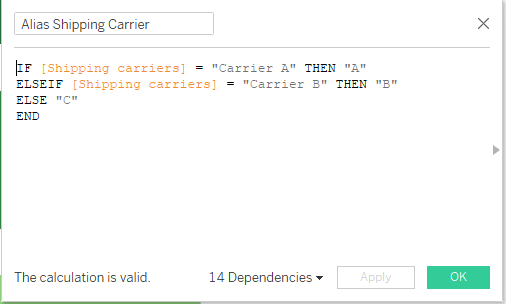 Alias Shipping Carrier
IF [Shipping carriers] = "Carrier A" THEN "A"
ELSEIF [Shipping carriers] = "Carrier B" THEN "B"
ELSE "C"
END
The calculation is valid. 14 Dependencies Apply OK